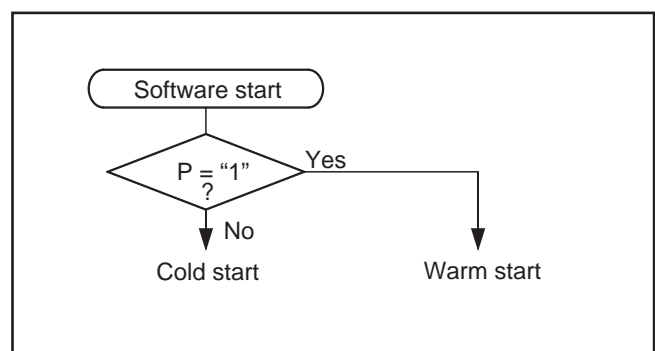 Software start
P = “1”
?
Yes
No
Cold start
Warm start